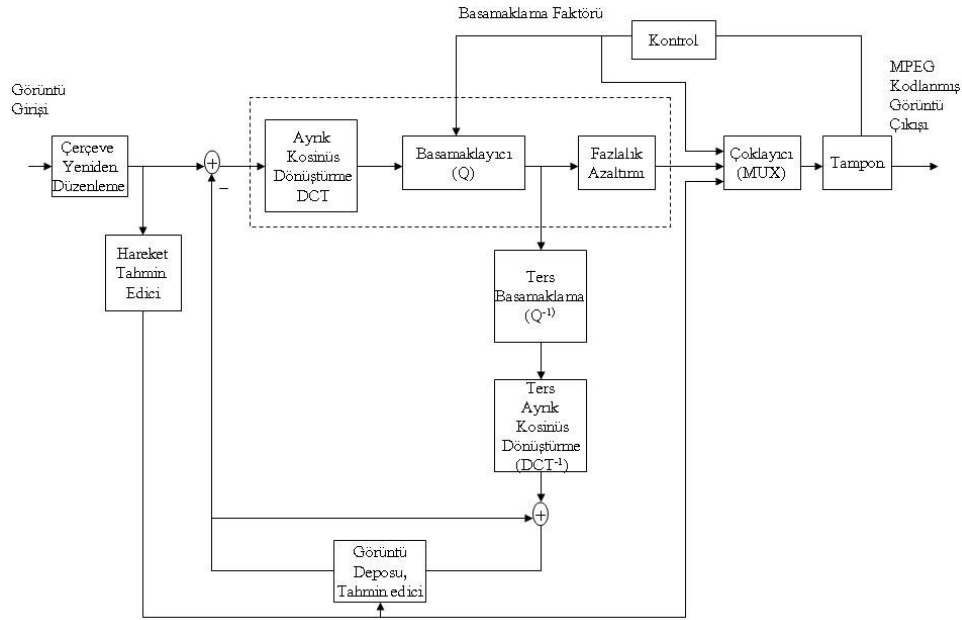 Basamaklama Faktörü
Kontrol
Görüntü
Girişi
MPEG
Kodlanmış
Görüntü
Çıkışı
Çerçeve
Yeniden
Düzenleme
+
−
Ayrık
Kosinüs
Dönüştürme
DCT
Basamaklayıcı
(Q)
Fazlalık
Azaltımı
Çoklayıcı
(MUX)
Tampon
Hareket
Tahmin
Edici
Ters
Basamaklama
(Q⁻¹⁾
Ters
Ayrık
Kosinüs
Dönüştürme
(DCT⁻¹)
+
Görüntü
Deposu,
Tahmin edici